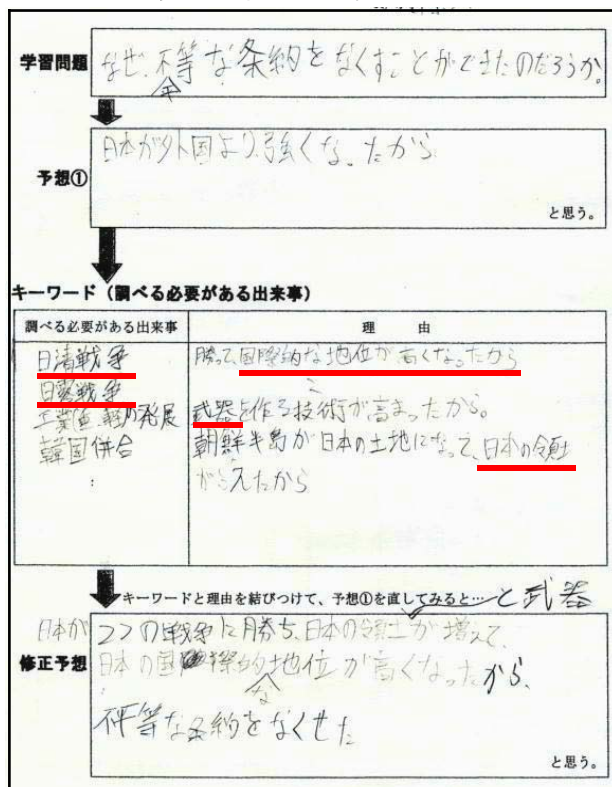 学習問題
なぜ、不平等な条約をなくすことができたのだろうか。
予想①
日本が外国より強くなったから
と思う。
キーワード（調べる必要がある出来事）
調べる必要がある出来事 理由
日清戦争 勝って国際的な地位が高くなったから
日露戦争
工業の発展 武器を作る技術が高まったから。
韓国併合 朝鮮半島が日本の土地になって、日本の領土
がふえたから
キーワードと理由を結びつけて、予想①を直してみると…
と武器
修正予想
日本が2つの戦争に勝ち、日本の領土が増えて、
日本の国際的な地位が高くなったから、
不平等な条約をなくせた
と思う。